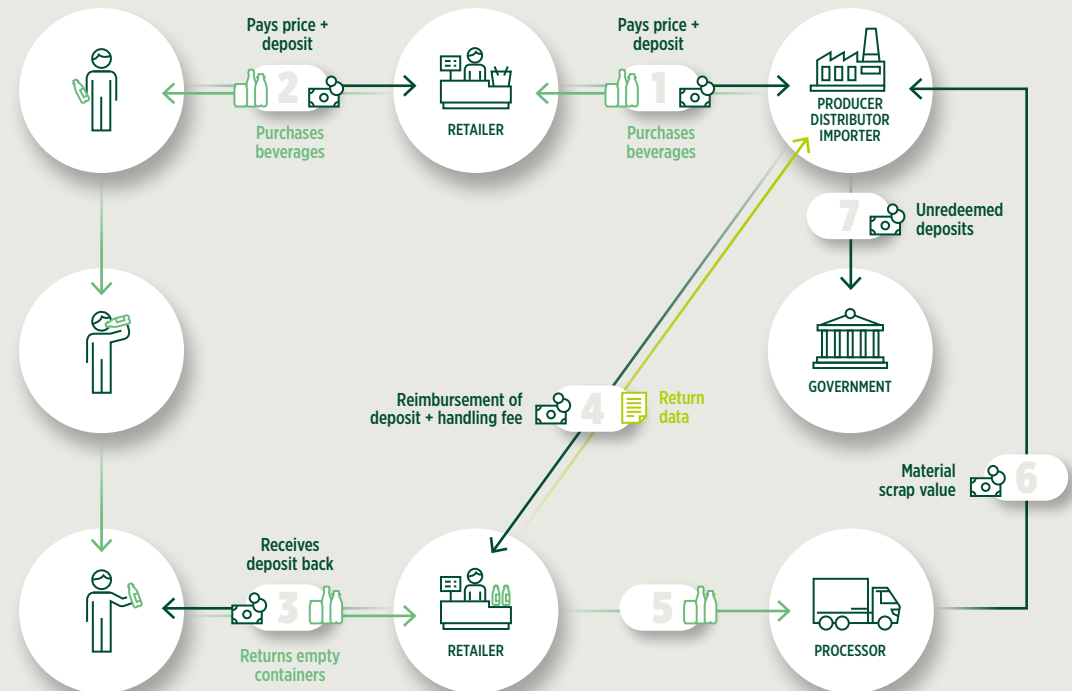 Pays price +
deposit
2
Purchases
beverages
RETAILER
Pays price +
deposit
1
Purchases
beverages
PRODUCER
DISTRIBUTOR
IMPORTER
7
Unredeemed
deposits
GOVERNMENT
Reimbursement of
deposit + handling fee
4
Return
data
Material
scrap value
6
Receives
deposit back
3
Returns empty
containers
RETAILER
5
PROCESSOR